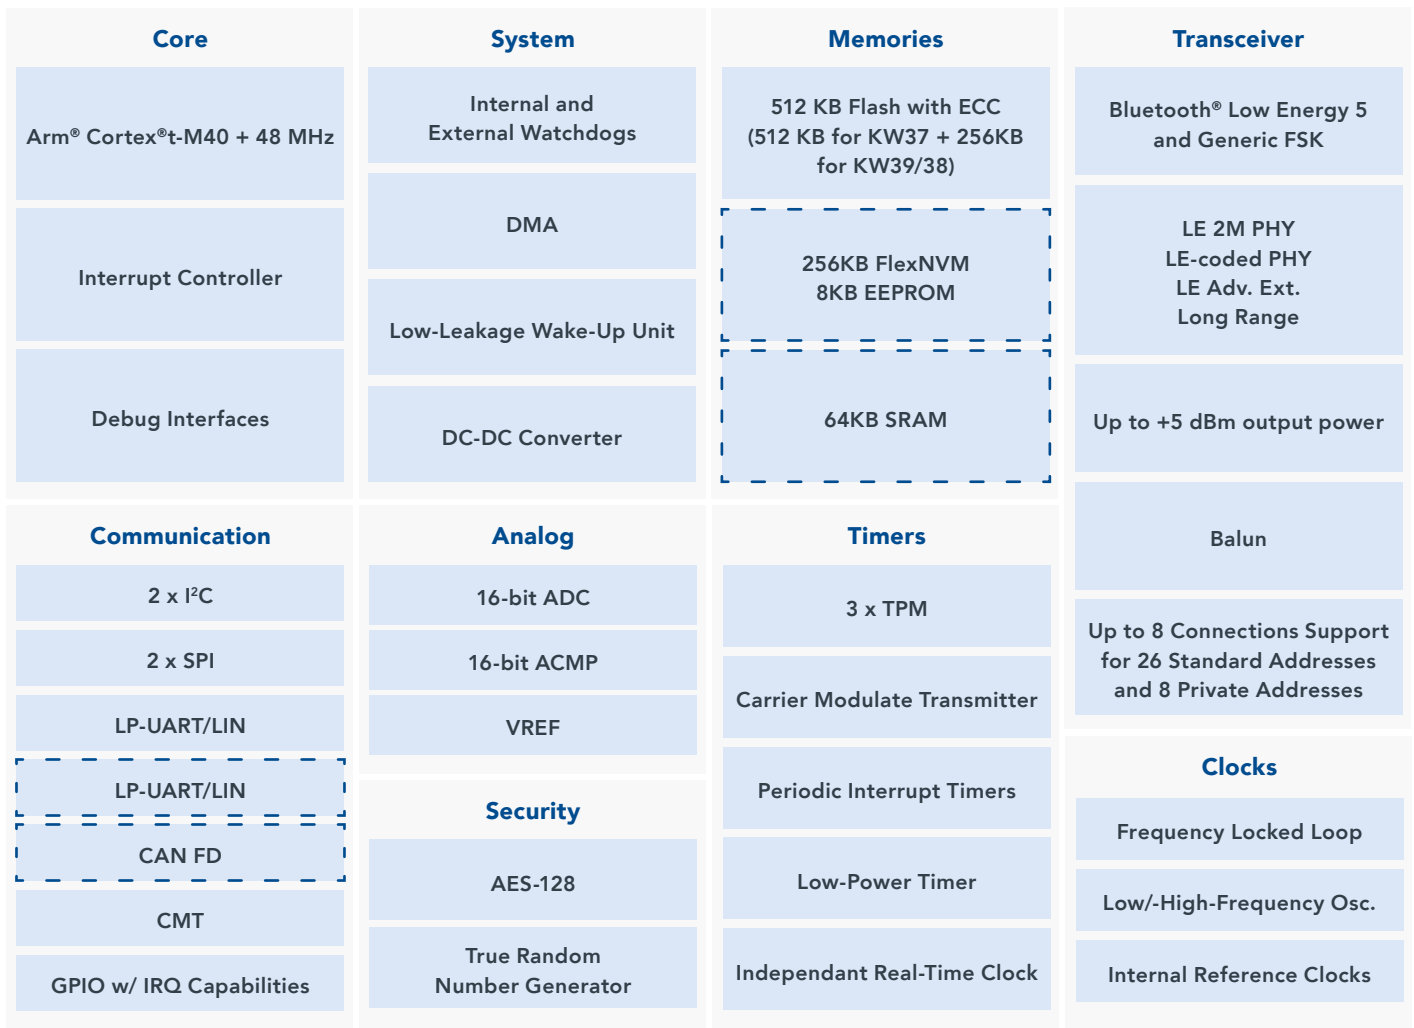 Core
Arm® Cortex®t-M40 + 48 MHz
Interrupt Controller
Debug Interfaces
System
Internal and
External Watchdogs
DMA
Low-Leakage Wake-Up Unit
DC-DC Converter
Memories
512 KB Flash with ECC
(512 KB for KW37 + 256KB
for KW39/38)
256KB FlexNVM
8KB EEPROM
64KB SRAM
Transceiver
Bluetooth® Low Energy 5
and Generic FSK
LE 2M PHY
LE-coded PHY
LE Adv. Ext.
Long Range
Up to +5 dBm output power
Balun
Up to 8 Connections Support
for 26 Standard Addresses
and 8 Private Addresses
Communication
2 x I²C
2 x SPI
LP-UART/LIN
LP-UART/LIN
CAN FD
CMT
GPIO w/ IRQ Capabilities
Analog
16-bit ADC
16-bit ACMP
VREF
Security
AES-128
True Random
Number Generator
Timers
3 x TPM
Carrier Modulate Transmitter
Periodic Interrupt Timers
Low-Power Timer
Independant Real-Time Clock
Clocks
Frequency Locked Loop
Low/-High-Frequency Osc.
Internal Reference Clocks